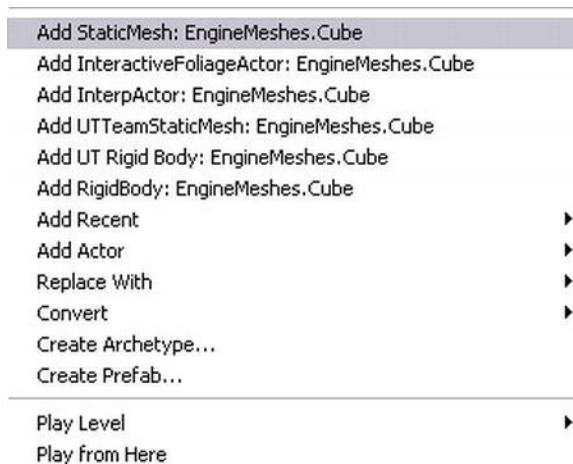 Add StaticMesh: EngineMeshes.Cube
Add InteractiveFoliageActor: EngineMeshes.Cube
Add InterpActor: EngineMeshes.Cube
Add UTTeamStaticMesh: EngineMeshes.Cube
Add UT Rigid Body: EngineMeshes.Cube
Add RigidBody: EngineMeshes.Cube
Add Recent
Add Actor
Replace With
Convert
Create Archetype...
Create Prefab...
Play Level
Play from Here